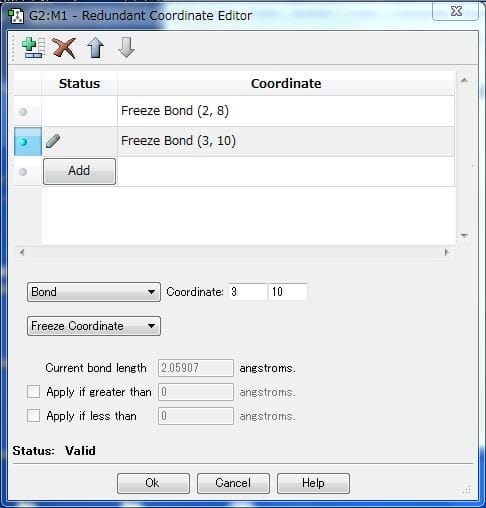 G2:M1 - Redundant Coordinate Editor
Status Coordinate
Freeze Bond (2, 8)
Freeze Bond (3, 10)
Add
Bond Coordinate: 3 10
Freeze Coordinate
Current bond length 2.05907 angstroms.
Apply if greater than 0 angstroms.
Apply if less than 0 angstroms.
Status: Valid
Ok Cancel Help